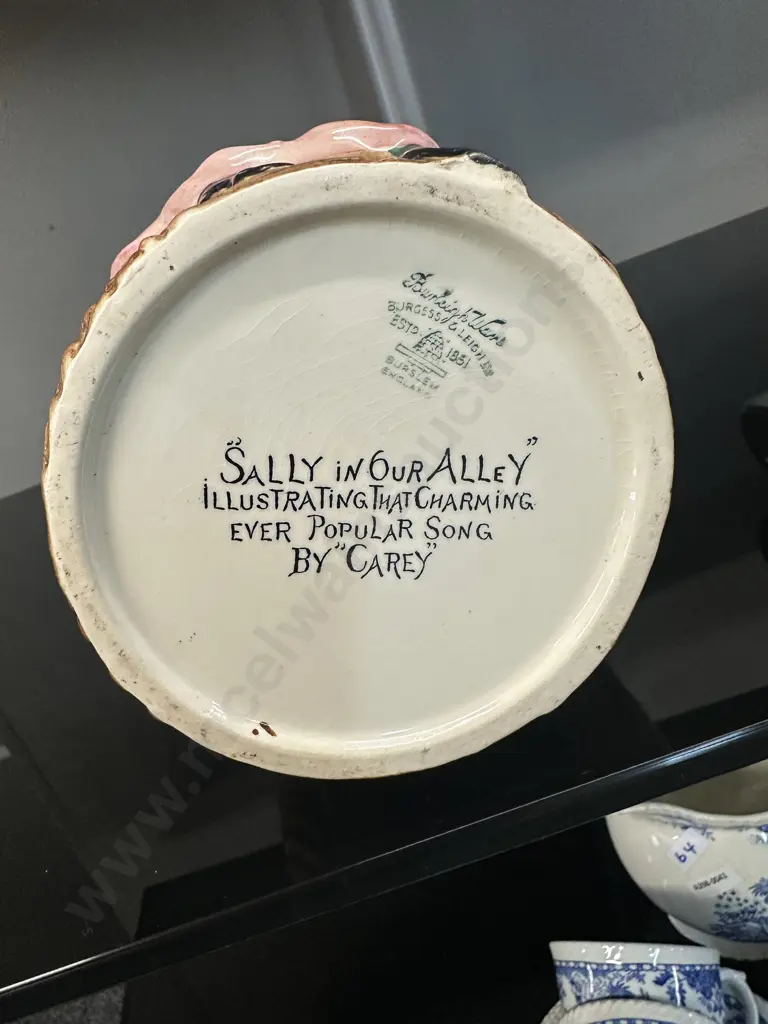 Burleigh Ware
BURGESS & LEIGH LTD
ESTD. 1851
BURSLEM
ENGLAND
"SALLY IN OUR ALLEY"
ILLUSTRATING THAT CHARMING
EVER POPULAR SONG
BY "CAREY"
64